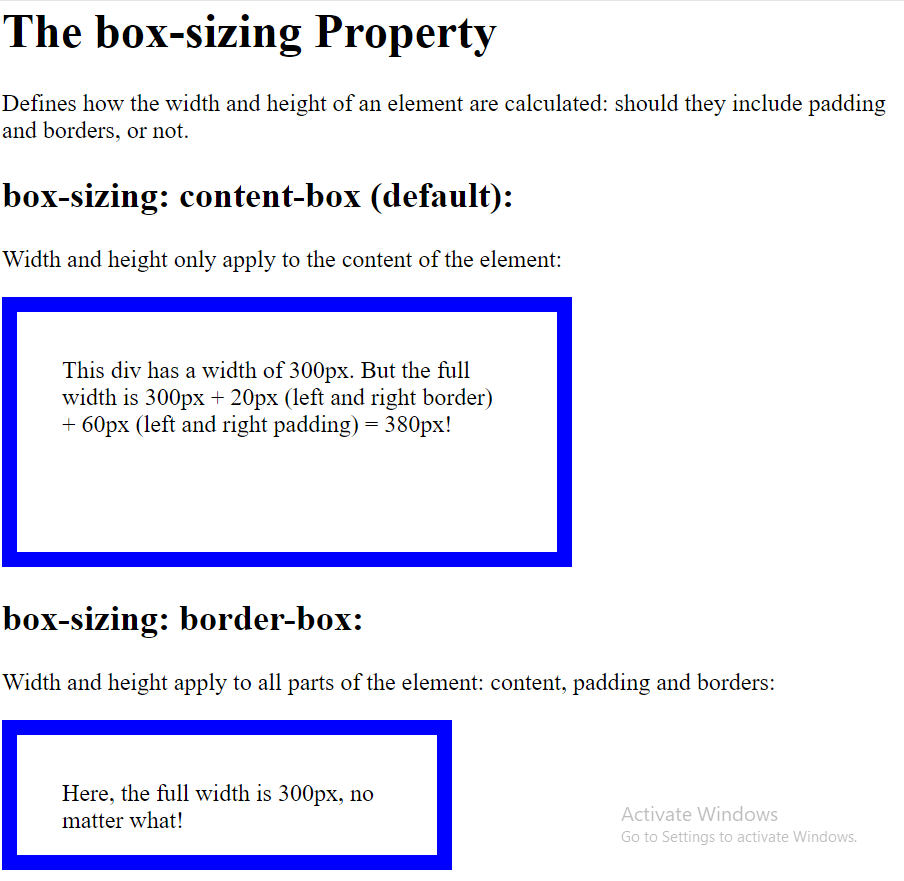 The box-sizing Property
Defines how the width and height of an element are calculated: should they include padding
and borders, or not.
box-sizing: content-box (default):
Width and height only apply to the content of the element:
This div has a width of 300px. But the full
width is 300px + 20px (left and right border)
+ 60px (left and right padding) = 380px!
box-sizing: border-box:
Width and height apply to all parts of the element: content, padding and borders:
Here, the full width is 300px, no
matter what!
Activate Windows
Go to Settings to activate Windows.